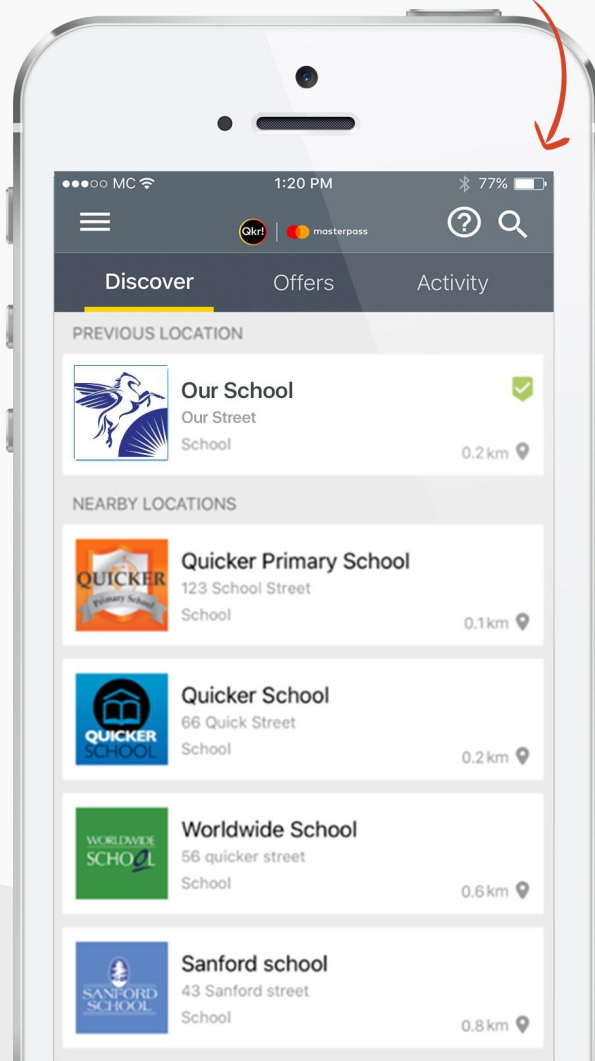 MC
1:20 PM
77%
Qkr! masterpass
Discover
Offers
Activity
PREVIOUS LOCATION
Our School
Our Street
School
0.2 km
NEARBY LOCATIONS
QUICKER
Primary School
Quicker Primary School
123 School Street
School
0.1 km
QUICKER
SCHOOL
Quicker School
66 Quick Street
School
0.2 km
WORLDWIDE
SCHOOL
Worldwide School
56 quicker street
School
0.6 km
SANFORD
SCHOOL
Sanford school
43 Sanford street
School
0.8 km